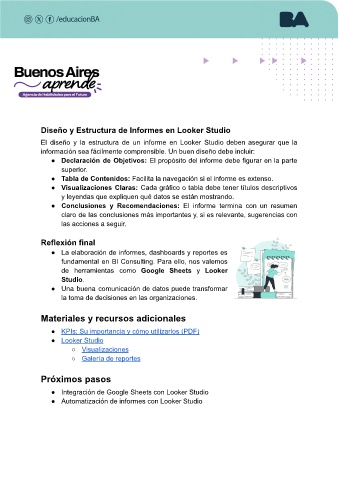 /educacionBA
BA
Buenos Aires
aprende
Agencia de Habilidades para el Futuro
Diseño y Estructura de Informes en Looker Studio
El diseño y la estructura de un informe en Looker Studio deben asegurar que la
información sea fácilmente comprensible. Un buen diseño debe incluir:
● Declaración de Objetivos: El propósito del informe debe figurar en la parte
superior.
● Tabla de Contenidos: Facilita la navegación si el informe es extenso.
● Visualizaciones Claras: Cada gráfico o tabla debe tener títulos descriptivos
y leyendas que expliquen qué datos se están mostrando.
● Conclusiones y Recomendaciones: El informe termina con un resumen
claro de las conclusiones más importantes y, si es relevante, sugerencias con
las acciones a seguir.
Reflexión final
● La elaboración de informes, dashboards y reportes es
fundamental en BI Consulting. Para ello, nos valemos
de herramientas como Google Sheets y Looker
Studio.
● Una buena comunicación de datos puede transformar
la toma de decisiones en las organizaciones.
Materiales y recursos adicionales
● KPIs: Su importancia y cómo utilizarlos (PDF)
● Looker Studio
○ Visualizaciones
○ Galería de reportes
Próximos pasos
● Integración de Google Sheets con Looker Studio
● Automatización de informes con Looker Studio